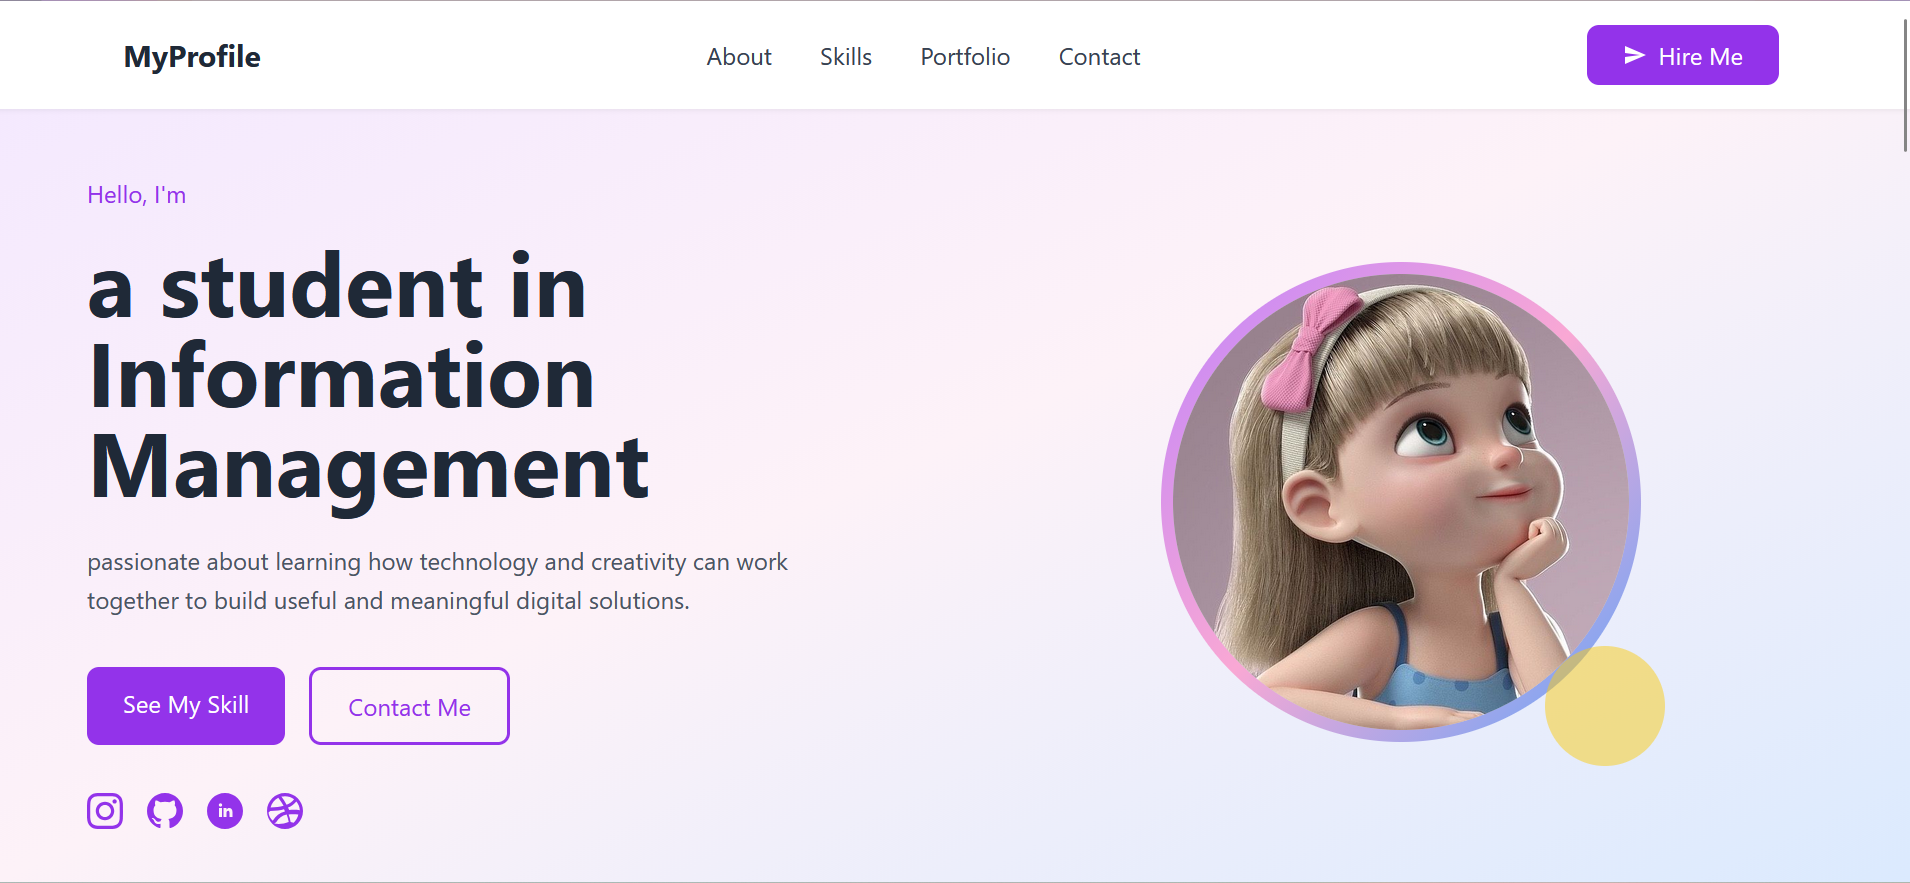 MyProfile
About
Skills
Portfolio
Contact
Hire Me
Hello, I'm
a student in
Information
Management
passionate about learning how technology and creativity can work
together to build useful and meaningful digital solutions.
See My Skill
Contact Me
in